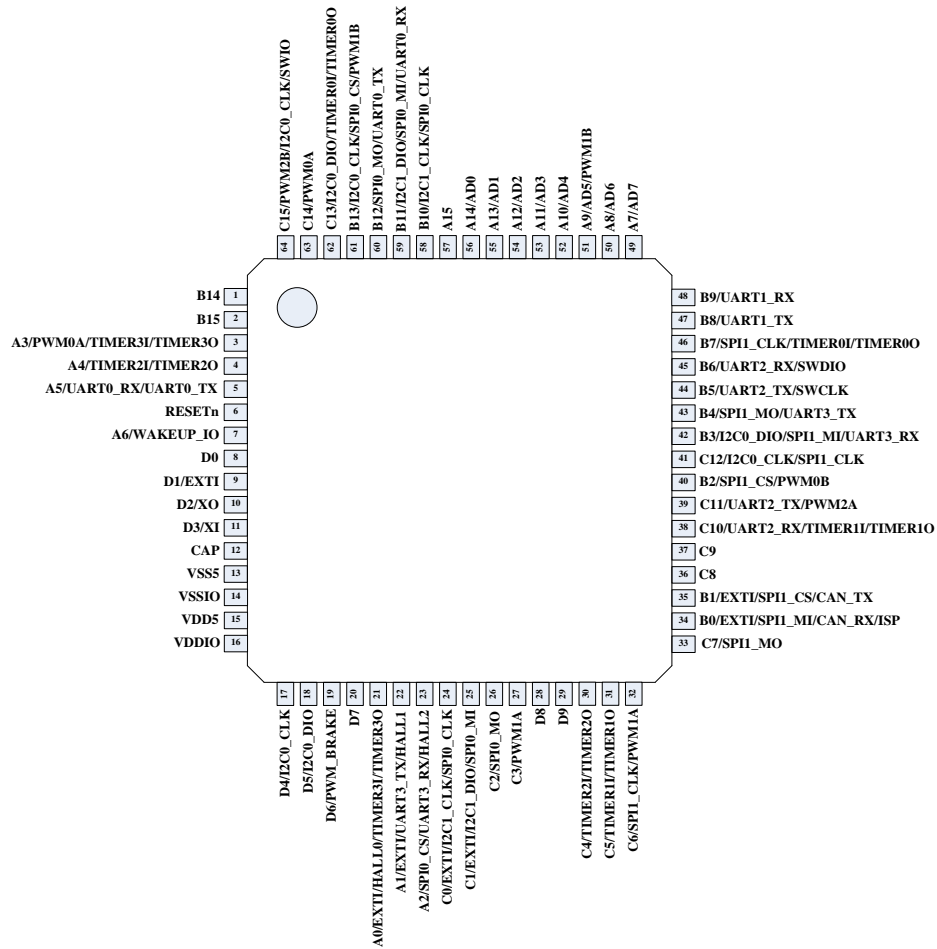 C15/PWM2B/I2C0_CLK/SWIO
C14/PWM0A
C13/I2C0_DIO/TIMER0I/TIMER0O
B13/I2C0_CLK/SPI0_CS/PWM1B
B12/SPI0_MO/UART0_TX
B11/I2C1_DIO/SPI0_MI/UART0_RX
B10/I2C1_CLK/SPI0_CLK
A15
A14/AD0
A13/AD1
A12/AD2
A11/AD3
A10/AD4
A9/AD5/PWM1B
A8/AD6
A7/AD7
64
63
62
61
60
59
58
57
56
55
54
53
52
51
50
49
B14 1
B15 2
A3/PWM0A/TIMER3I/TIMER3O 3
A4/TIMER2I/TIMER2O 4
A5/UART0_RX/UART0_TX 5
RESETn 6
A6/WAKEUP_IO 7
D0 8
D1/EXTI 9
D2/XO 10
D3/XI 11
CAP 12
VSS5 13
VSSIO 14
VDD5 15
VDDIO 16
48 B9/UART1_RX
47 B8/UART1_TX
46 B7/SPI1_CLK/TIMER0I/TIMER0O
45 B6/UART2_RX/SWDIO
44 B5/UART2_TX/SWCLK
43 B4/SPI1_MO/UART3_TX
42 B3/I2C0_DIO/SPI1_MI/UART3_RX
41 C12/I2C0_CLK/SPI1_CLK
40 B2/SPI1_CS/PWM0B
39 C11/UART2_TX/PWM2A
38 C10/UART2_RX/TIMER1I/TIMER1O
37 C9
36 C8
35 B1/EXTI/SPI1_CS/CAN_TX
34 B0/EXTI/SPI1_MI/CAN_RX/ISP
33 C7/SPI1_MO
17
18
19
20
21
22
23
24
25
26
27
28
29
30
31
32
D4/I2C0_CLK
D5/I2C0_DIO
D6/PWM_BRAKE
D7
A0/EXTI/HALL0/TIMER3I/TIMER3O
A1/EXTI/UART3_TX/HALL1
A2/SPI0_CS/UART3_RX/HALL2
C0/EXTI/I2C1_CLK/SPI0_CLK
C1/EXTI/I2C1_DIO/SPI0_MI
C2/SPI0_MO
C3/PWM1A
D8
D9
C4/TIMER2I/TIMER2O
C5/TIMER1I/TIMER1O
C6/SPI1_CLK/PWM1A